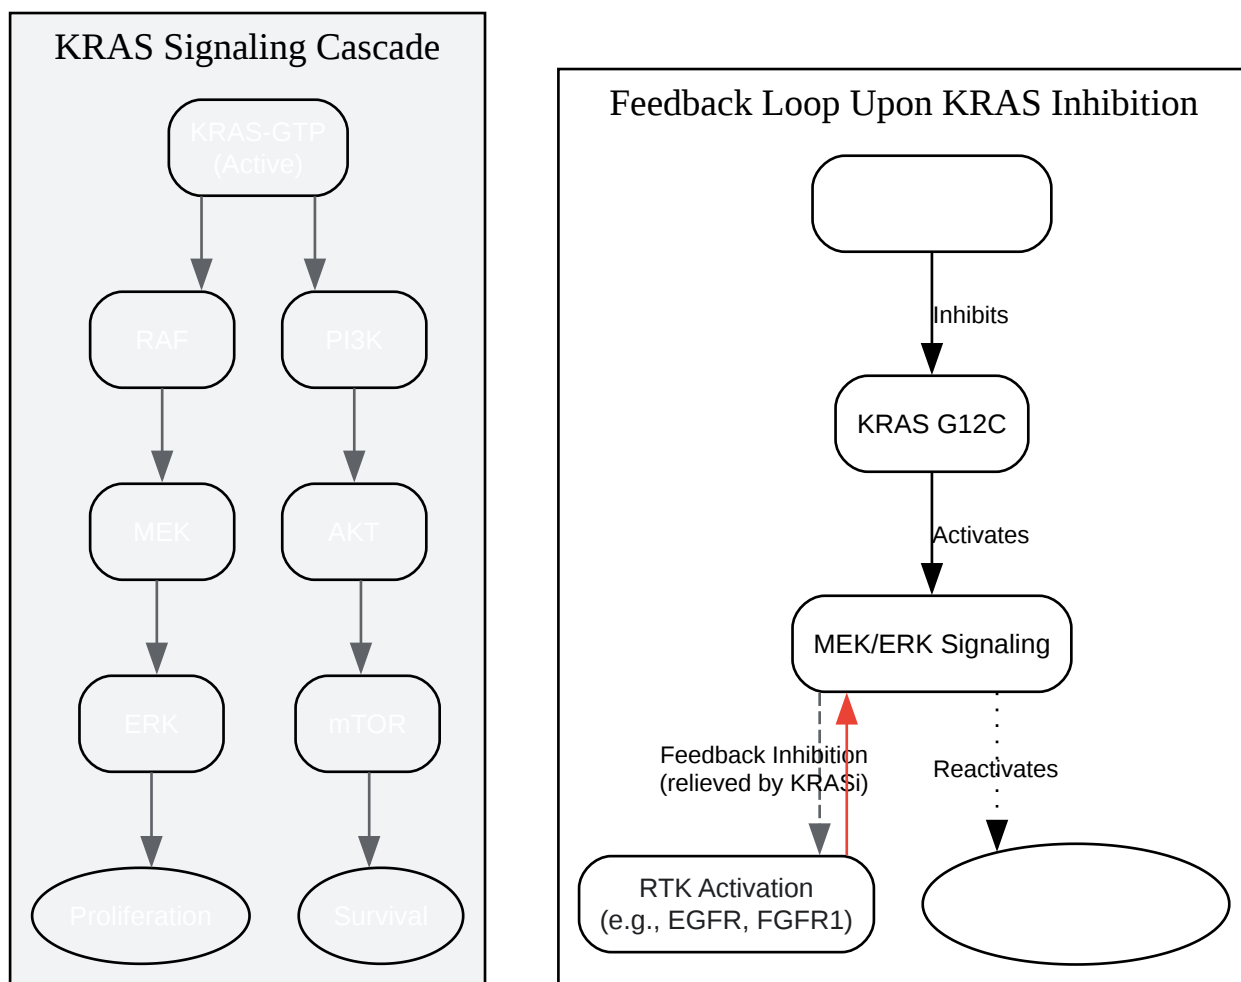 KRAS Signaling Cascade
KRAS-GTP
(Active)
RAF
PI3K
MEK
AKT
ERK
mTOR
Proliferation
Survival
Feedback Loop Upon KRAS Inhibition
Inhibits
KRAS G12C
Activates
MEK/ERK Signaling
Feedback Inhibition
(relieved by KRASi)
Reactivates
RTK Activation
(e.g., EGFR, FGFR1)